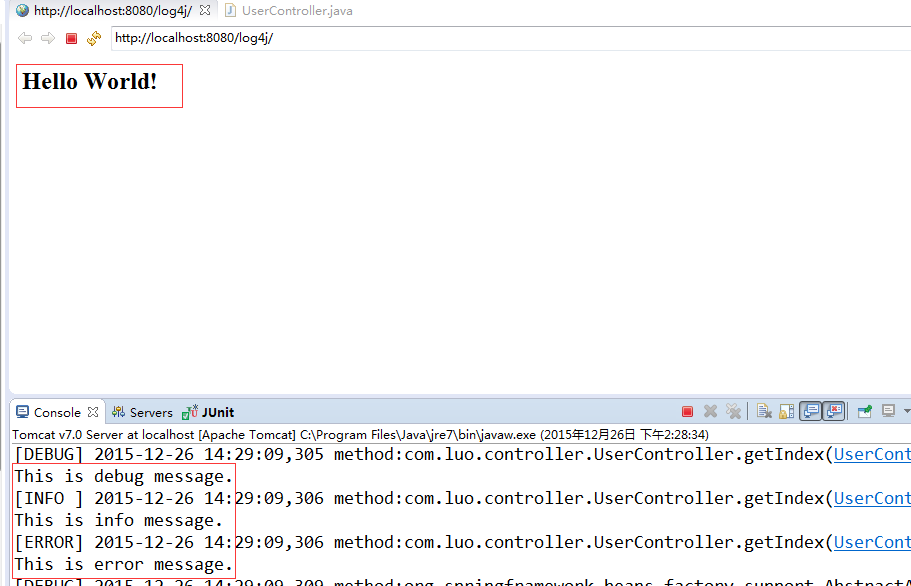 http://localhost:8080/log4j/ UserController.java
http://localhost:8080/log4j/
Hello World!
Console Servers JUnit
Tomcat v7.0 Server at localhost [Apache Tomcat] C:\Program Files\Java\jre7\bin\javaw.exe (2015年12月26日 下午2:28:34)
[DEBUG] 2015-12-26 14:29:09,305 method:com.luo.controller.UserController.getIndex(UserCont
This is debug message.
[INFO ] 2015-12-26 14:29:09,306 method:com.luo.controller.UserController.getIndex(UserCont
This is info message.
[ERROR] 2015-12-26 14:29:09,306 method:com.luo.controller.UserController.getIndex(UserCont
This is error message.
[DEBUG] 2015-12-26 14:29:09,309 method:org.springframework.beans.factory.support.AbstractA